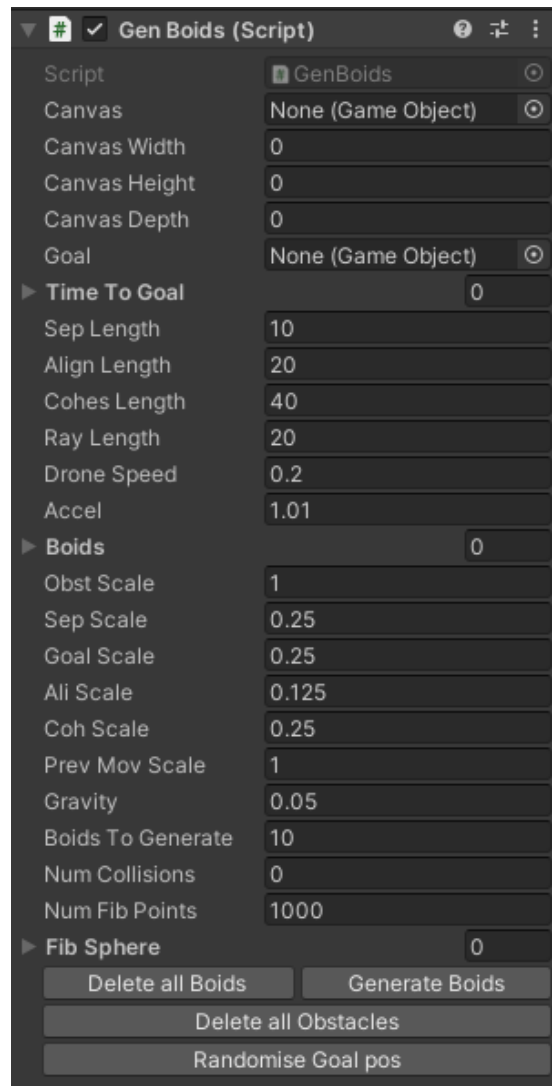 # Gen Boids (Script)
Script # GenBoids
Canvas None (Game Object)
Canvas Width 0
Canvas Height 0
Canvas Depth 0
Goal None (Game Object)
Time To Goal 0
Sep Length 10
Align Length 20
Cohes Length 40
Ray Length 20
Drone Speed 0.2
Accel 1.01
Boids 0
Obst Scale 1
Sep Scale 0.25
Goal Scale 0.25
Ali Scale 0.125
Coh Scale 0.25
Prev Mov Scale 1
Gravity 0.05
Boids To Generate 10
Num Collisions 0
Num Fib Points 1000
Fib Sphere 0
Delete all Boids Generate Boids
Delete all Obstacles
Randomise Goal pos